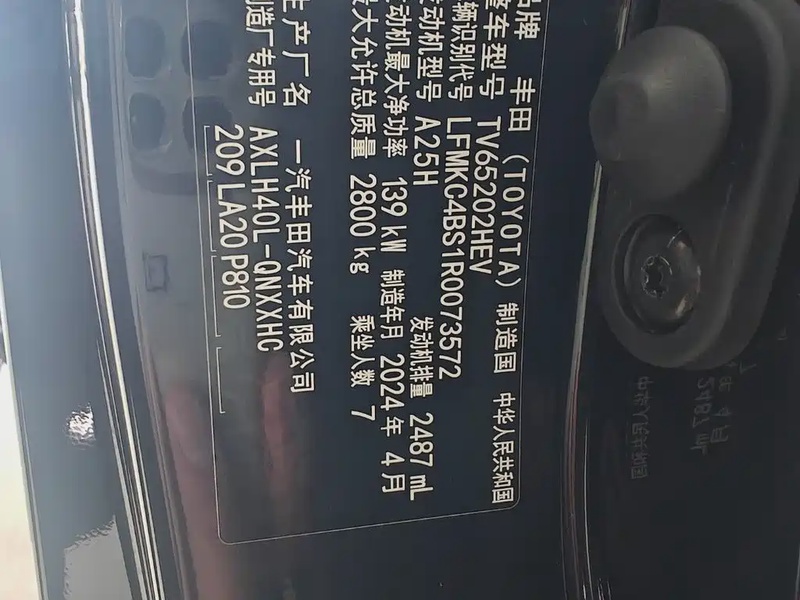 品牌 丰田（TOYOTA） 制造国 中华人民共和国
整车型号 TV65202HEV
车辆识别代号 LFMKC4BS1R0073572
发动机型号 A25H 发动机排量 2487 mL
发动机最大净功率 139 kW 制造年月 2024年 4月
最大允许总质量 2800 kg 乘坐人数 7
生产厂名 一汽丰田汽车有限公司
制造厂专用号 AXLH40L-QNXXHC
209 LA20 P810